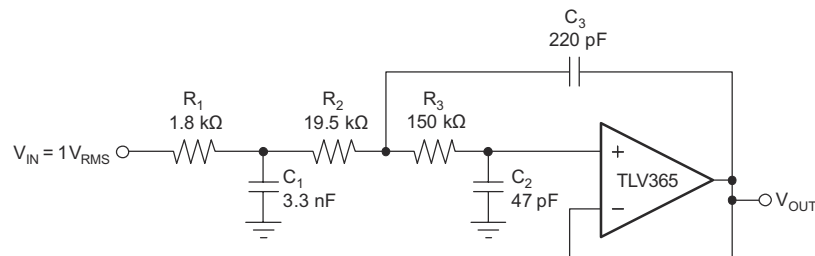 C3
220 pF
R1
1.8 kΩ
R2
19.5 kΩ
R3
150 kΩ
VIN = 1VRMS
C1
3.3 nF
C2
47 pF
+
TLV365
−
VOUT